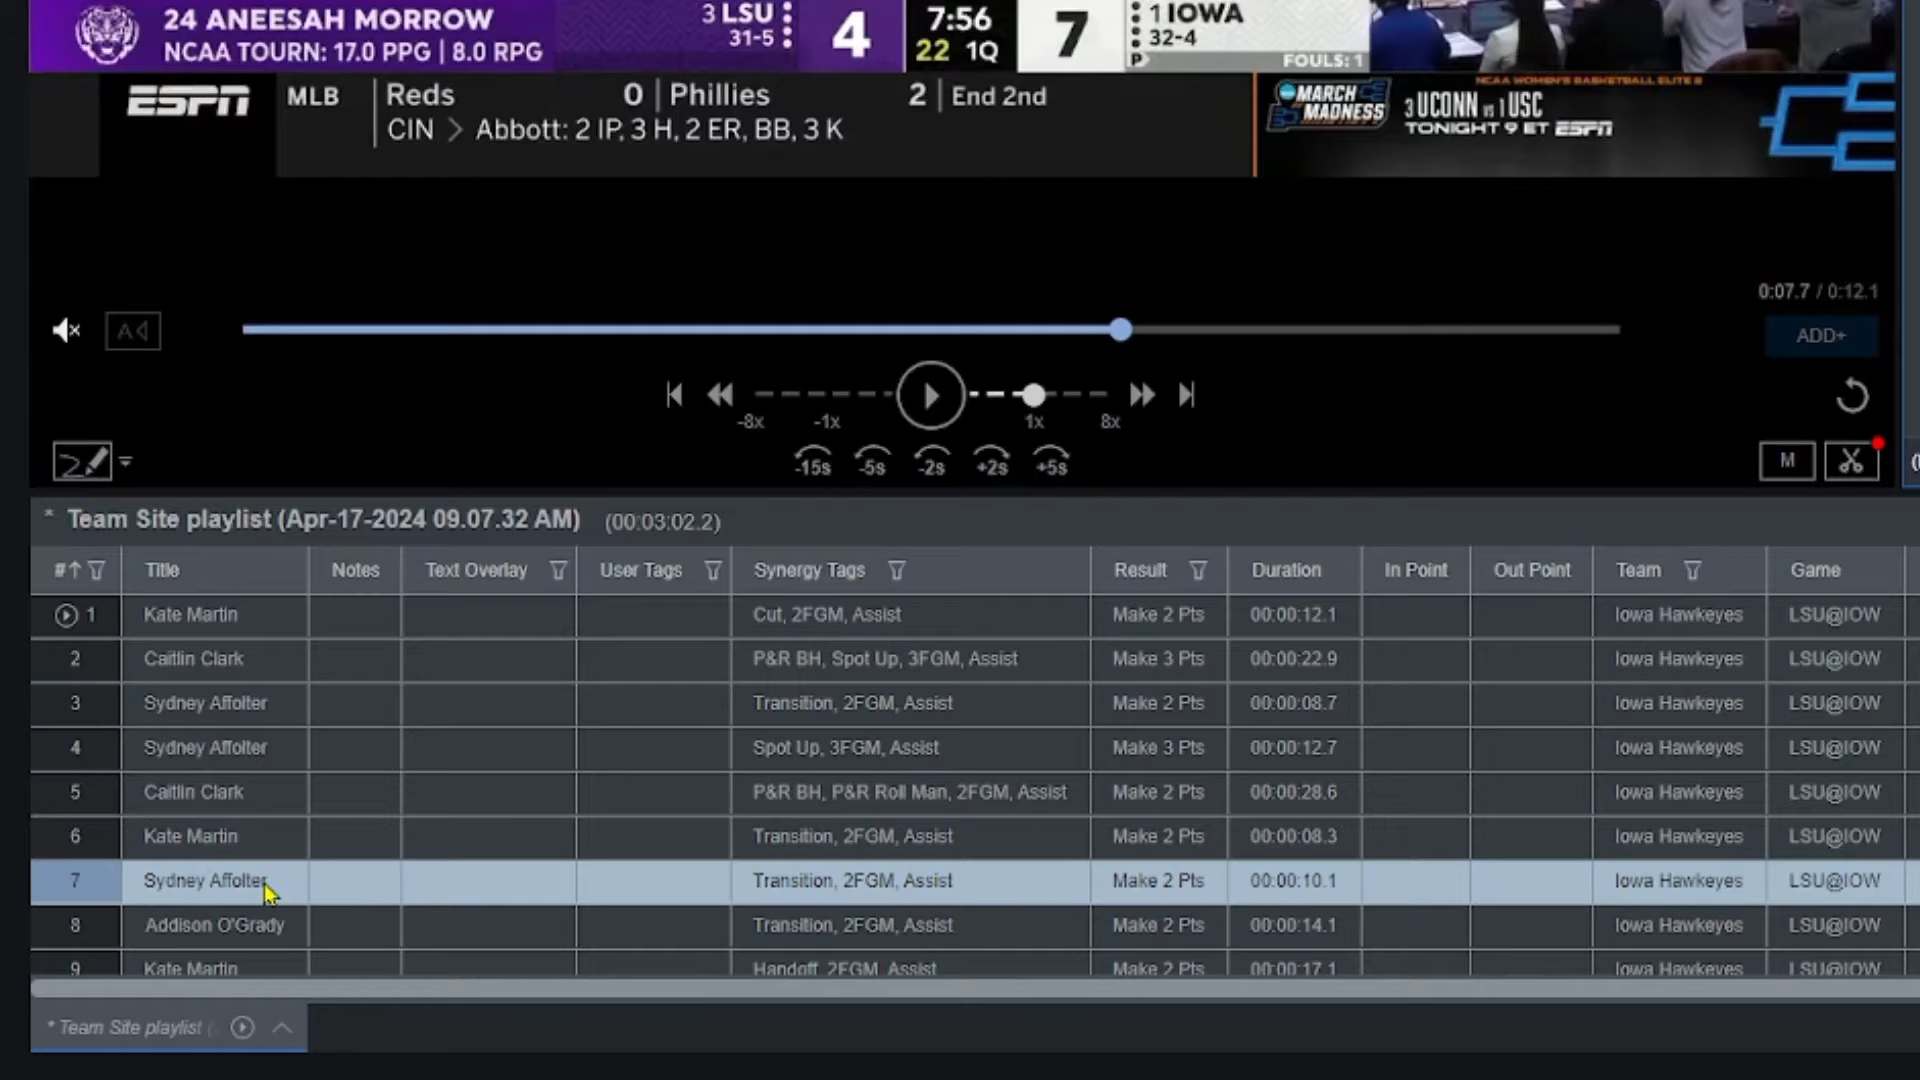 24 ANEESAH MORROW
NCAA TOURN: 17.0 PPG | 8.0 RPG
3 LSU
31-5
4
7:56
22 1Q
7
P
1 IOWA
32-4
FOULS: 1
ESPN
MLB
Reds 0 | Phillies 2 | End 2nd
CIN > Abbott: 2 IP, 3 H, 2 ER, BB, 3 K
MARCH MADNESS
NCAA WOMEN'S BASKETBALL ELITE 8
3 UCONN vs 1 USC
TONIGHT 9 ET ESPN
0:07.7 / 0:12.1
A
ADD+
-8x -1x 1x 8x
-15s -5s -2s +2s +5s
M
* Team Site playlist (Apr-17-2024 09.07.32 AM) (00:03:02.2)
# Title Notes Text Overlay User Tags Synergy Tags Result Duration In Point Out Point Team Game
1 Kate Martin Cut, 2FGM, Assist Make 2 Pts 00:00:12.1 Iowa Hawkeyes LSU@IOW
2 Caitlin Clark P&R BH, Spot Up, 3FGM, Assist Make 3 Pts 00:00:22.9 Iowa Hawkeyes LSU@IOW
3 Sydney Affolter Transition, 2FGM, Assist Make 2 Pts 00:00:08.7 Iowa Hawkeyes LSU@IOW
4 Sydney Affolter Spot Up, 3FGM, Assist Make 3 Pts 00:00:12.7 Iowa Hawkeyes LSU@IOW
5 Caitlin Clark P&R BH, P&R Roll Man, 2FGM, Assist Make 2 Pts 00:00:28.6 Iowa Hawkeyes LSU@IOW
6 Kate Martin Transition, 2FGM, Assist Make 2 Pts 00:00:08.3 Iowa Hawkeyes LSU@IOW
7 Sydney Affolter Transition, 2FGM, Assist Make 2 Pts 00:00:10.1 Iowa Hawkeyes LSU@IOW
8 Addison O'Grady Transition, 2FGM, Assist Make 2 Pts 00:00:14.1 Iowa Hawkeyes LSU@IOW
9 Kate Martin Handoff, 2FGM, Assist Make 2 Pts 00:00:17.1 Iowa Hawkeyes LSU@IOW
* Team Site playlist (